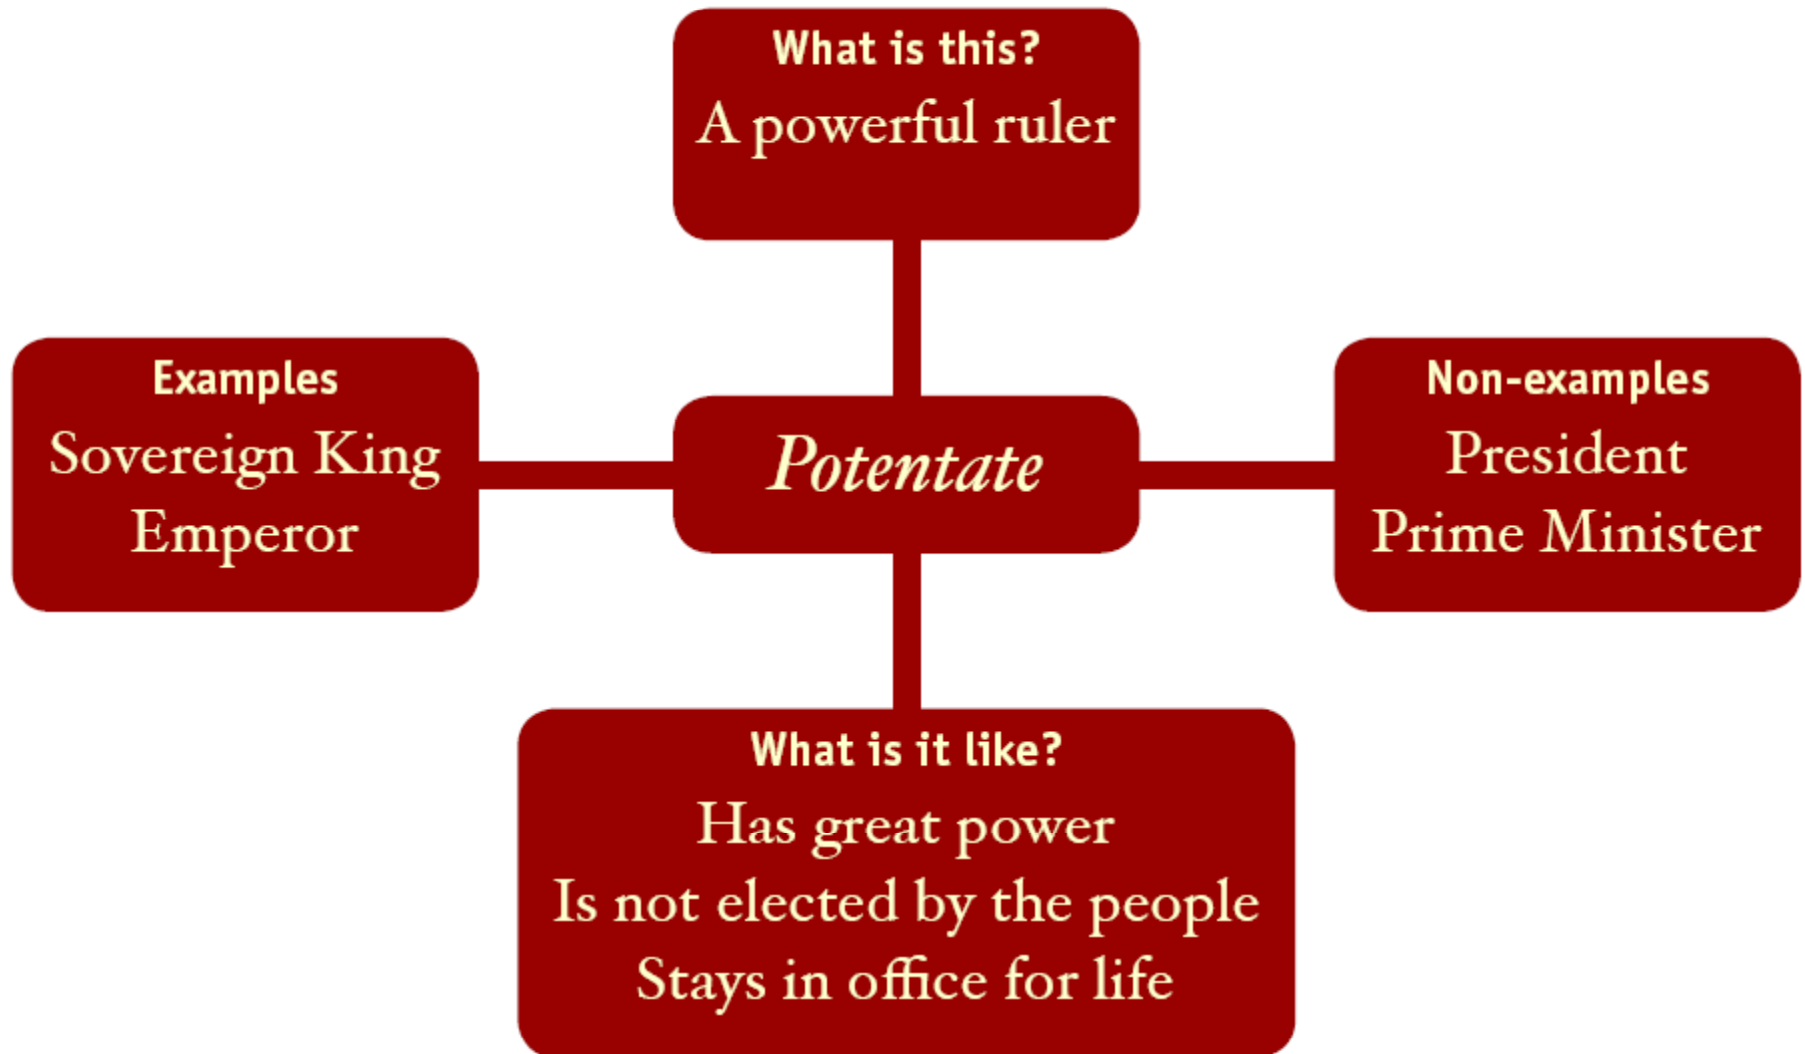 What is this?
A powerful ruler
Examples
Sovereign King
Emperor
Potentate
Non-examples
President
Prime Minister
What is it like?
Has great power
Is not elected by the people
Stays in office for life